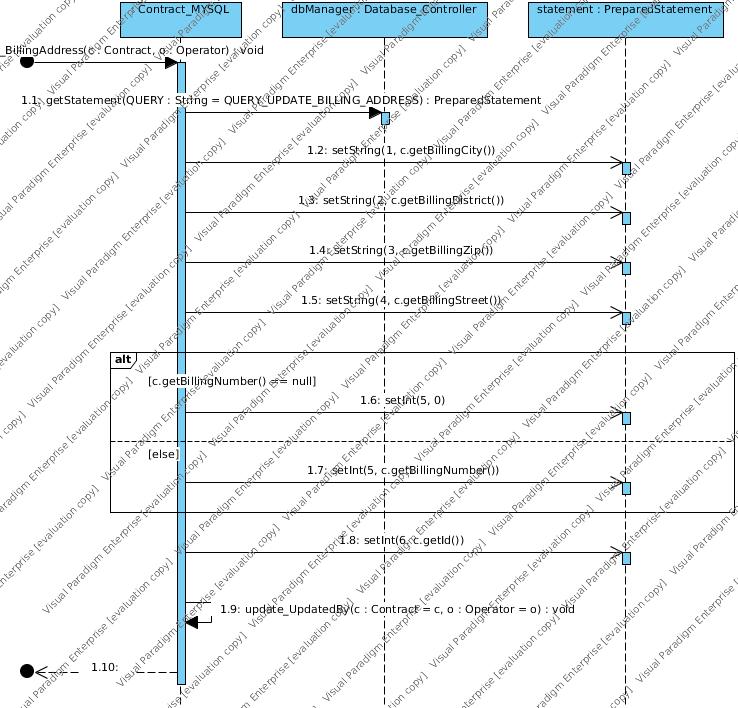 Contract_MYSQL
dbManager : Database_Controller
statement : PreparedStatement
_BillingAddress(c : Contract, o : Operator) : void
1.1: getStatement(QUERY : String = QUERY_UPDATE_BILLING_ADDRESS) : PreparedStatement
1.2: setString(1, c.getBillingCity())
1.3: setString(2, c.getBillingDistrict())
1.4: setString(3, c.getBillingZip())
1.5: setString(4, c.getBillingStreet())
alt
[c.getBillingNumber() == null]
1.6: setInt(5, 0)
[else]
1.7: setInt(5, c.getBillingNumber())
1.8: setInt(6, c.getId())
1.9: update_UpdatedBy(c : Contract = c, o : Operator = o) : void
1.10:
Visual Paradigm Enterprise [evaluation copy]